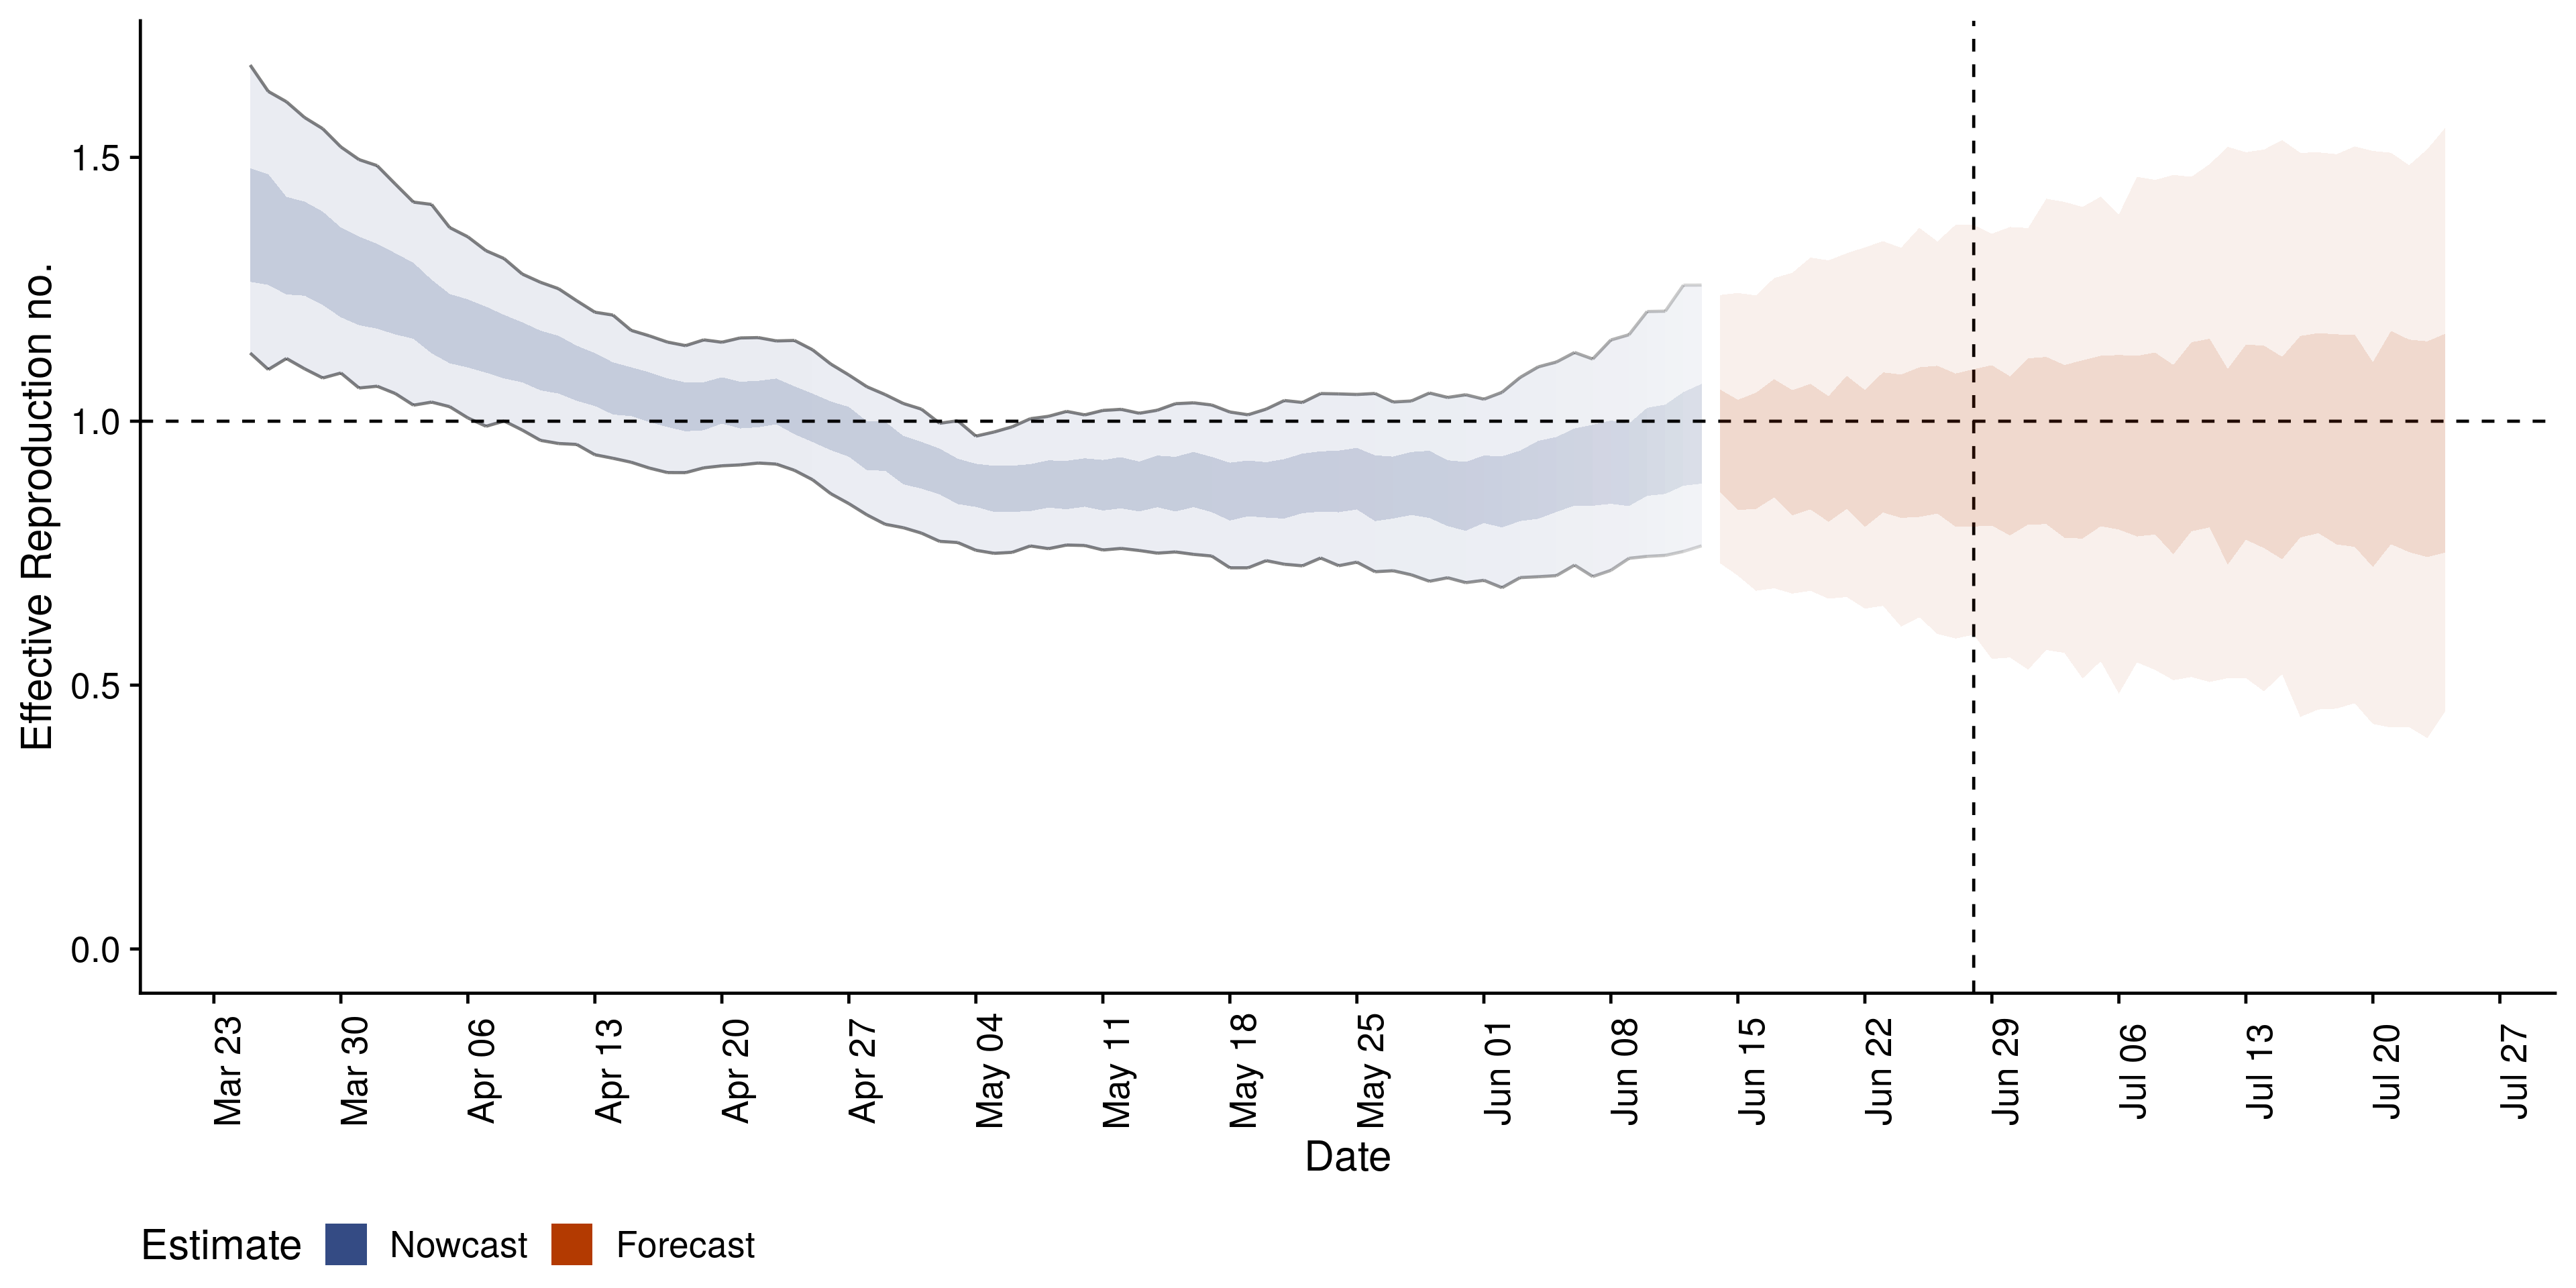 Effective Reproduction no.
1.5
1.0
0.5
0.0
Mar 23
Mar 30
Apr 06
Apr 13
Apr 20
Apr 27
May 04
May 11
May 18
May 25
Jun 01
Jun 08
Jun 15
Jun 22
Jun 29
Jul 06
Jul 13
Jul 20
Jul 27
Date
Estimate Nowcast Forecast